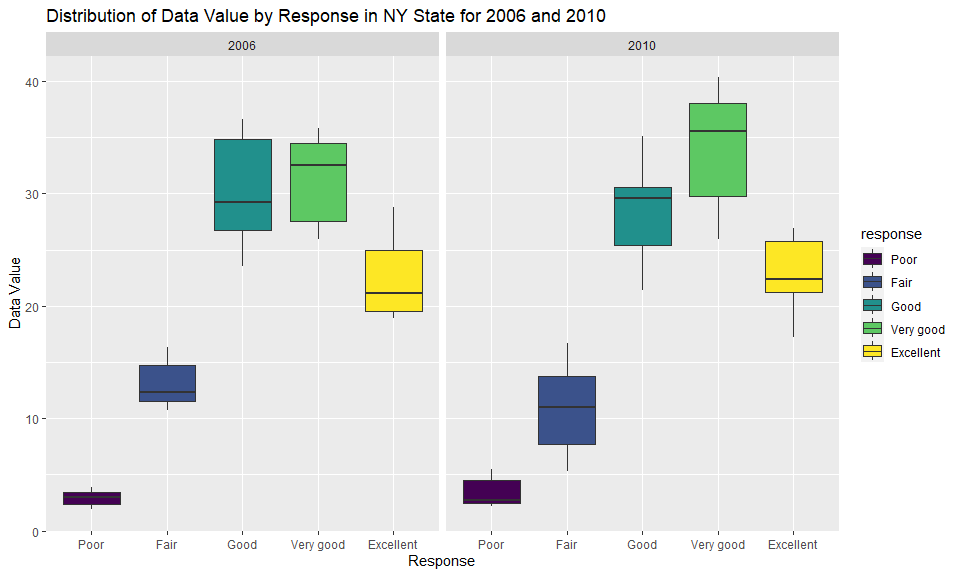 Distribution of Data Value by Response in NY State for 2006 and 2010
2006
2010
Data Value
40
30
20
10
0
Poor Fair Good Very good Excellent
Poor Fair Good Very good Excellent
Response
response
Poor
Fair
Good
Very good
Excellent